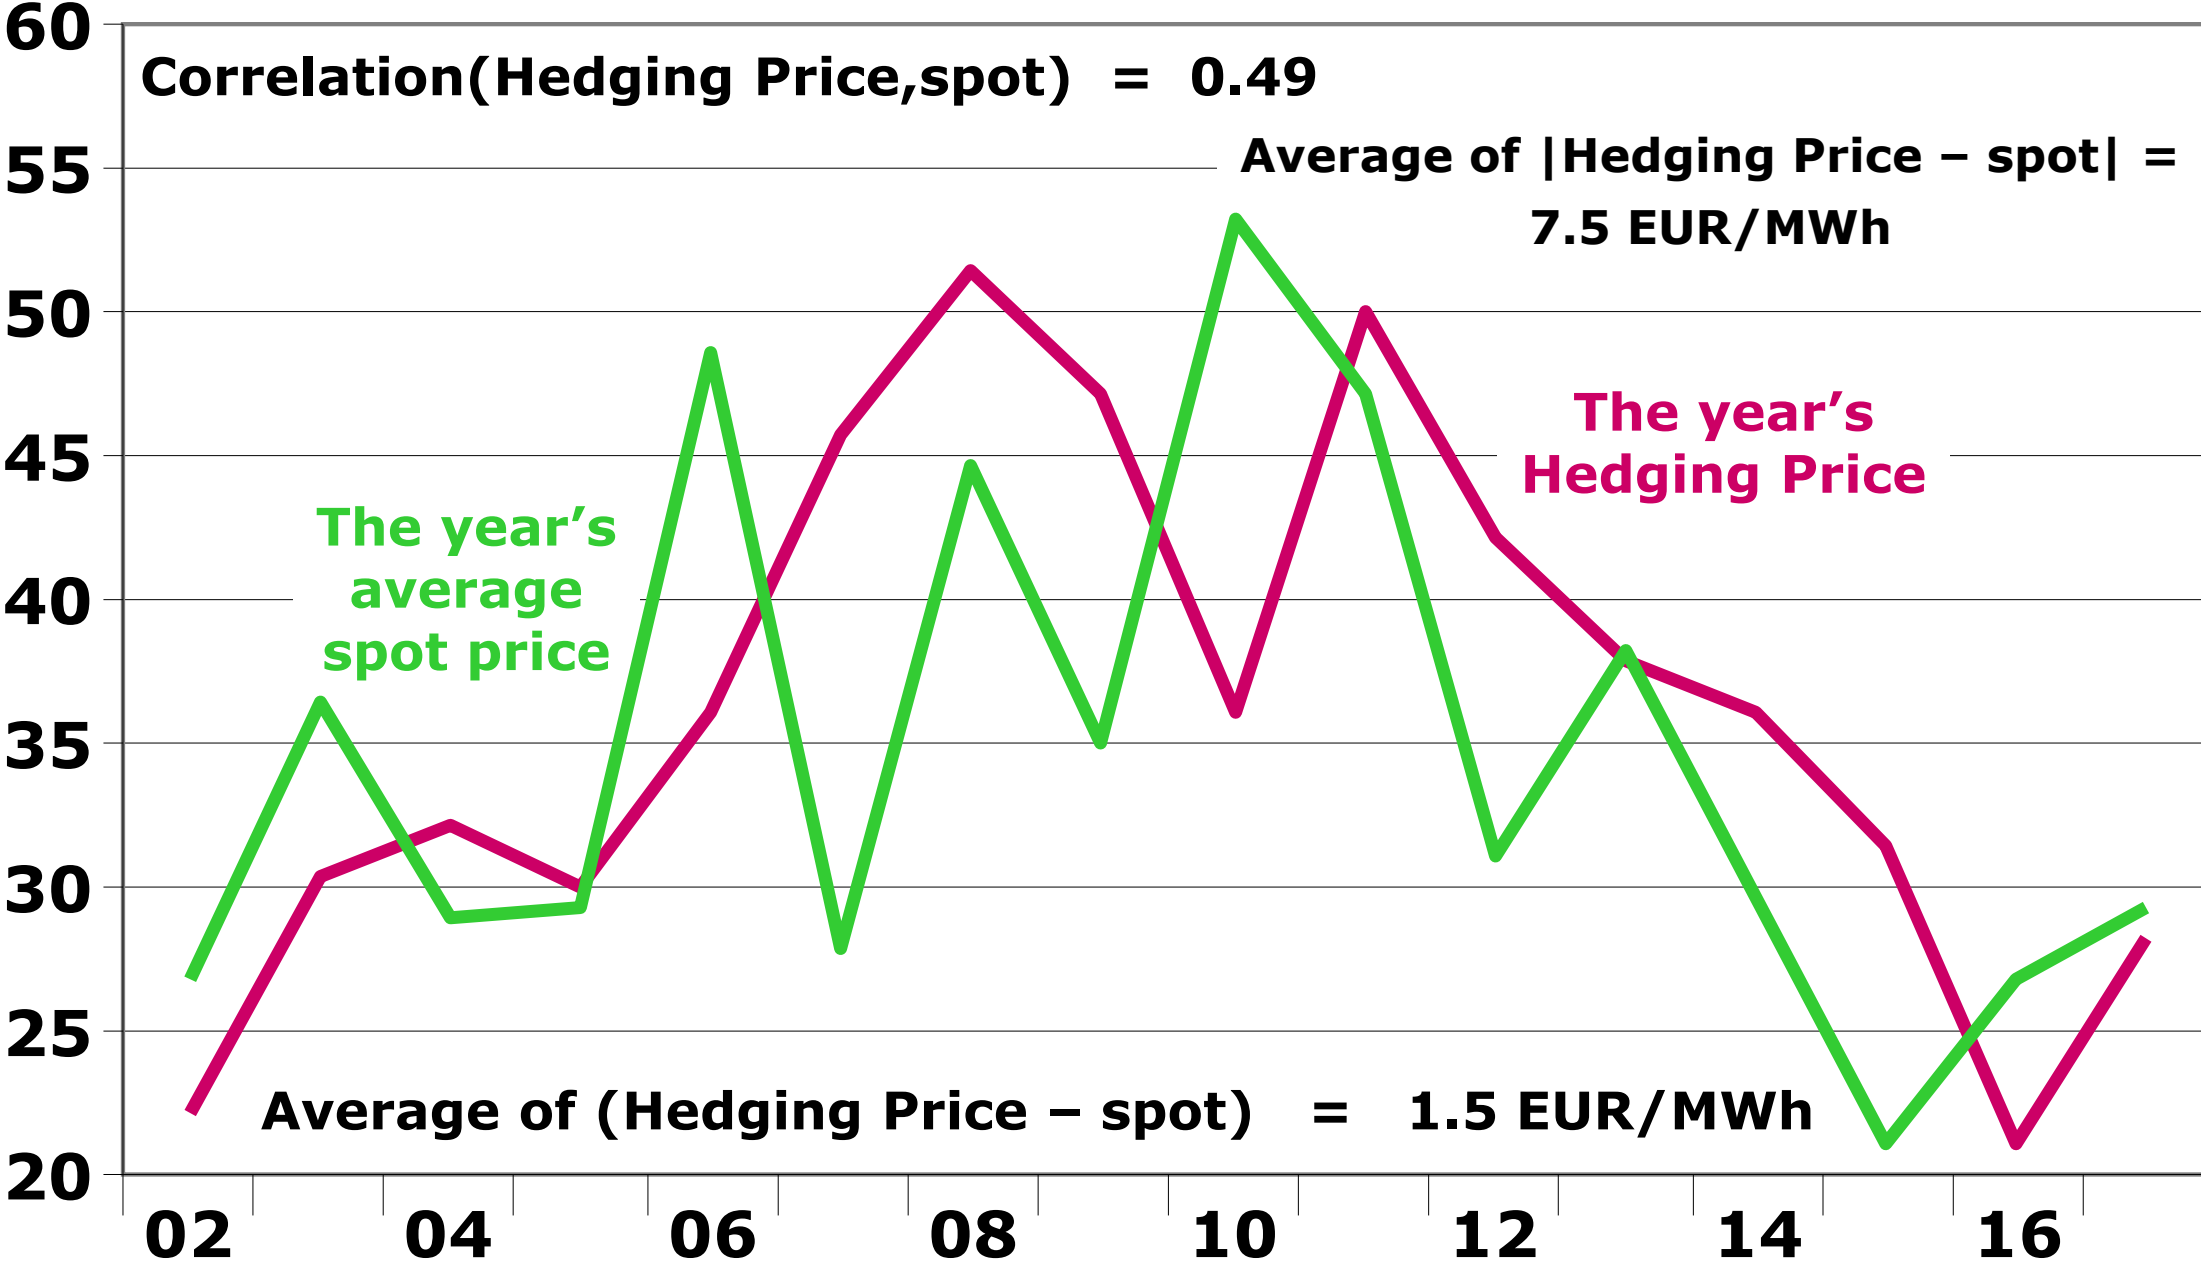 60
Correlation(Hedging Price,spot) = 0.49
Average of |Hedging Price – spot| =
7.5 EUR/MWh
55
50
45
40
35
30
25
20
The year’s
Hedging Price
The year’s
average
spot price
Average of (Hedging Price – spot) = 1.5 EUR/MWh
02 04 06 08 10 12 14 16